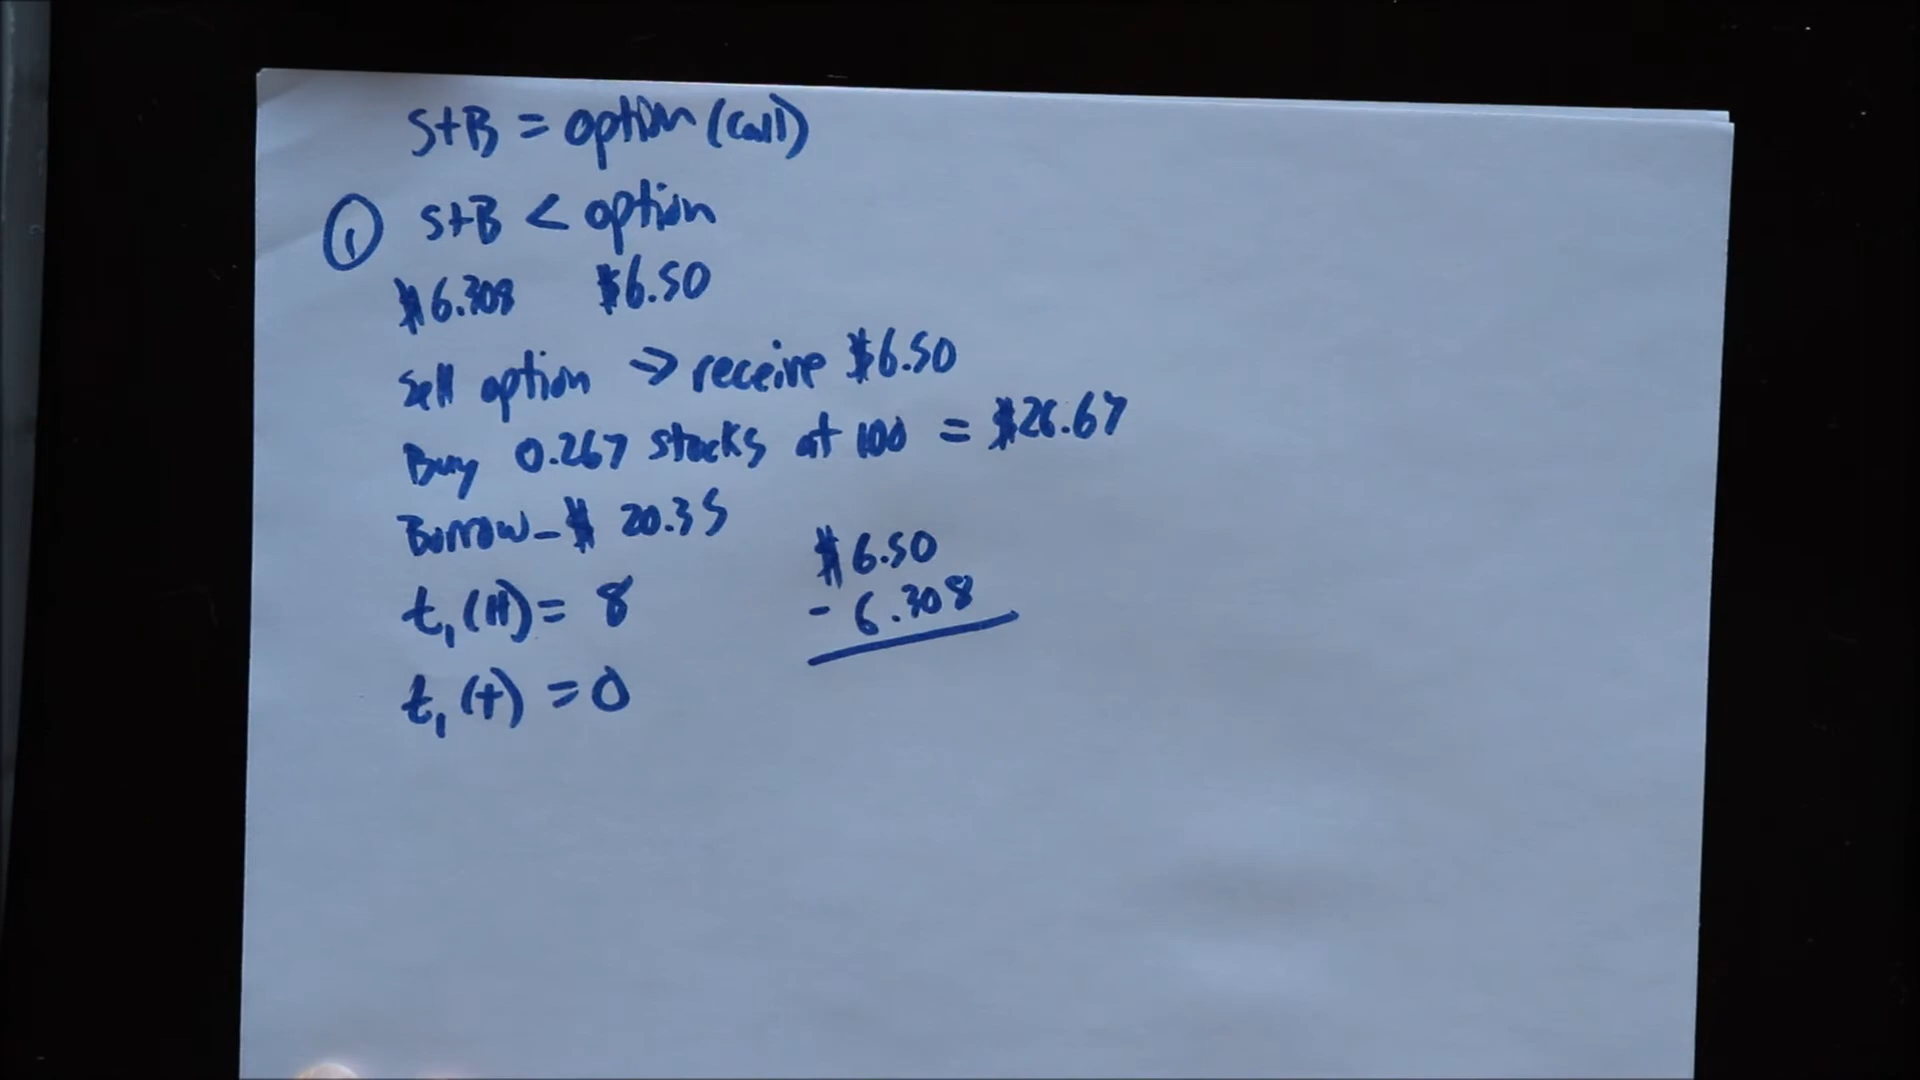 S+B = option (call)
① S+B < option
$6.308 $6.50
Sell option ⇒ receive $6.50
Buy 0.267 stocks at 100 = $26.67
Borrow - $ 20.35
t₁(H) = 8
t₁(t) = 0
$6.50
- 6.308